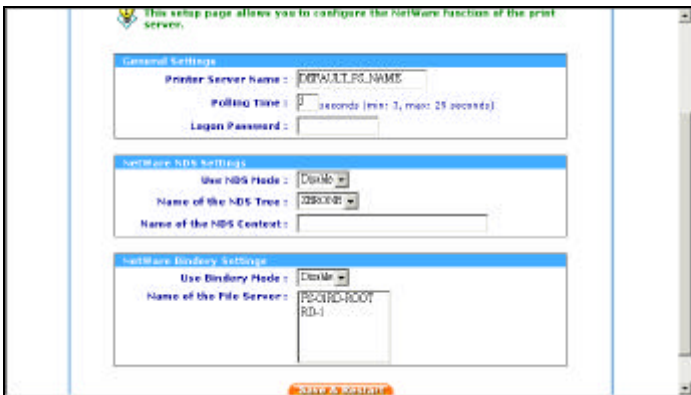 This setup page allows you to configure the NetWare function of the print
server.
General Settings
Printer Server Name : DEFAULT_PS_NAME
Polling Time : 3 seconds (min: 3, max: 29 seconds)
Logon Password :
NetWare NDS Settings
Use NDS Mode : Disable
Name of the NDS Tree :
Name of the NDS Context :
NetWare Bindery Settings
Use Bindery Mode : Disable
Name of the File Server :
RD-1
Save & Restart